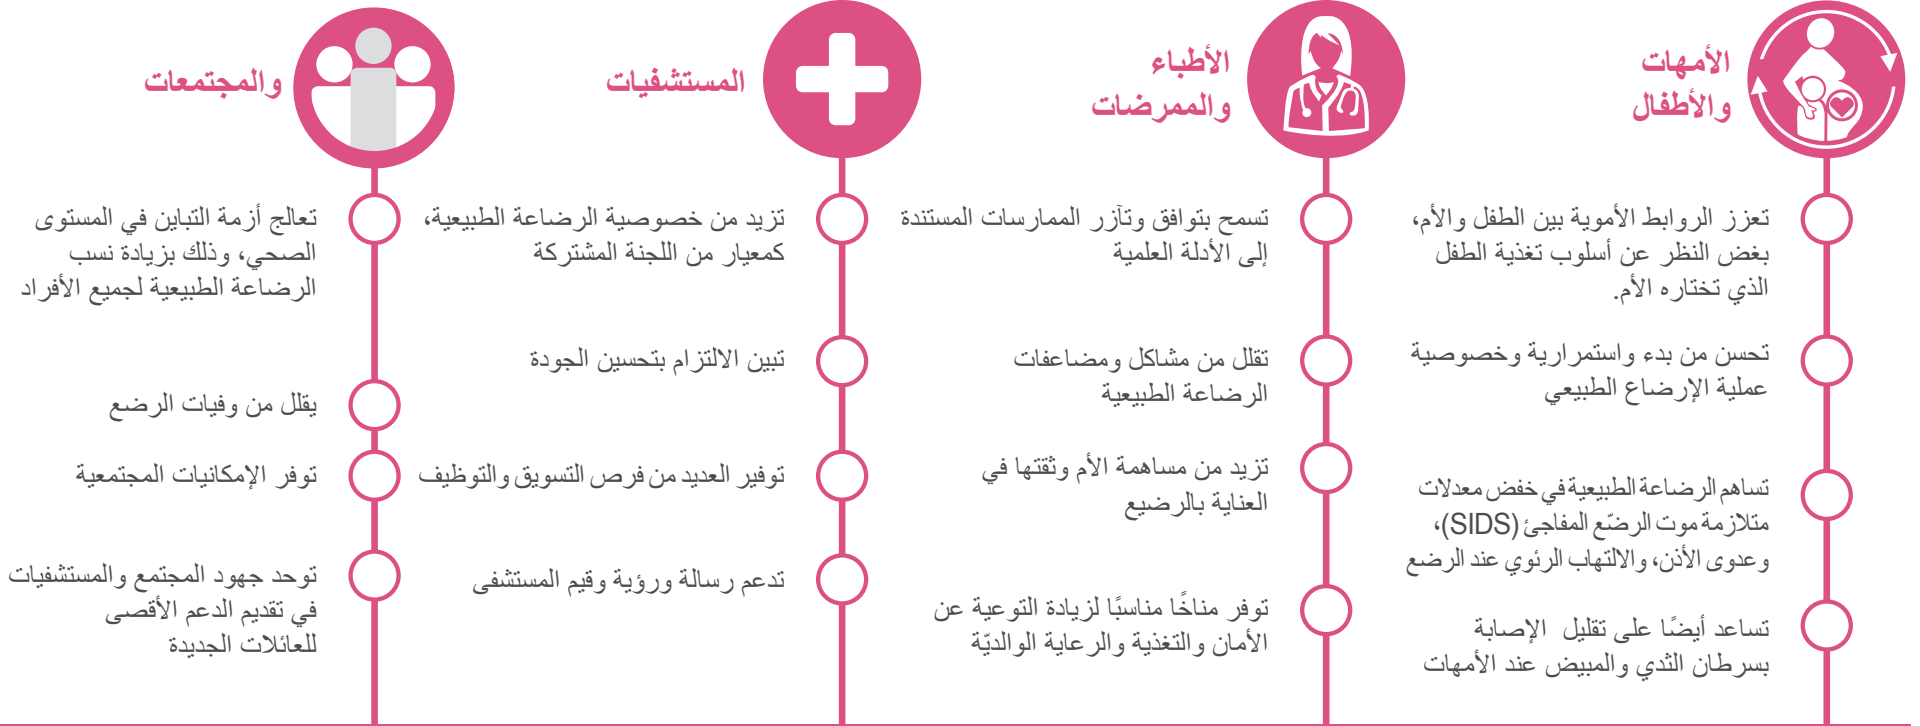 الأمهات
والأطفال
تعزز الروابط الأموية بين الطفل والأم،
بغض النظر عن أسلوب تغذية الطفل
الذي تختاره الأم.
تحسن من بدء واستمرارية وخصوصية
عملية الإرضاع الطبيعي
تساهم الرضاعة الطبيعية في خفض معدلات
متلازمة موت الرضّع المفاجئ (SIDS)،
وعدوى الأذن، والالتهاب الرئوي عند الرضع
تساعد أيضًا على تقليل الإصابة
بسرطان الثدي والمبيض عند الأمهات
الأطباء
والممرضات
تسمح بتوافق وتآزر الممارسات المستندة
إلى الأدلة العلمية
تقلل من مشاكل ومضاعفات
الرضاعة الطبيعية
تزيد من مساهمة الأم وثقتها في
العناية بالرضيع
توفر مناخًا مناسبًا لزيادة التوعية عن
الأمان والتغذية والرعاية الوالديّة
المستشفيات
تزيد من خصوصية الرضاعة الطبيعية،
كمعيار من اللجنة المشتركة
تبين الالتزام بتحسين الجودة
توفير العديد من فرص التسويق والتوظيف
تدعم رسالة ورؤية وقيم المستشفى
والمجتمعات
تعالج أزمة التباين في المستوى
الصحي، وذلك بزيادة نسب
الرضاعة الطبيعية لجميع الأفراد
يقلل من وفيات الرضع
توفر الإمكانيات المجتمعية
توحد جهود المجتمع والمستشفيات
في تقديم الدعم الأقصى
للعائلات الجديدة